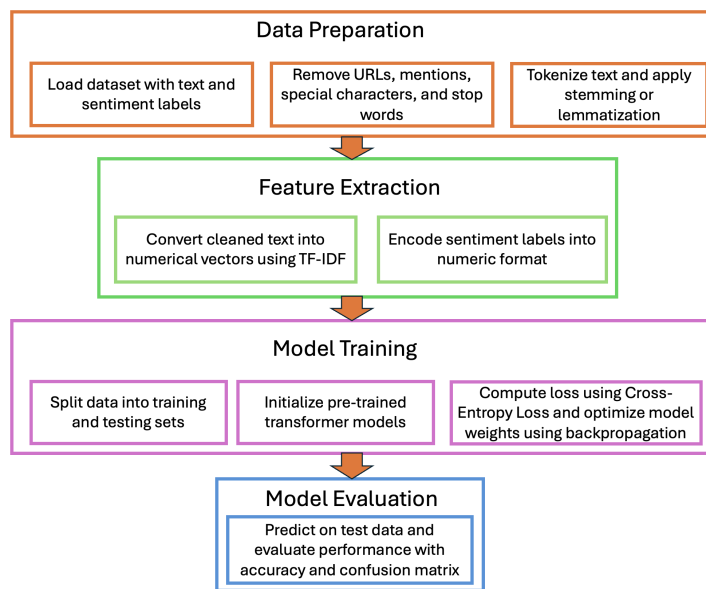 Data Preparation
Load dataset with text and
sentiment labels
Remove URLs, mentions,
special characters, and stop
words
Tokenize text and apply
stemming or
lemmatization
Feature Extraction
Convert cleaned text into
numerical vectors using TF-IDF
Encode sentiment labels into
numeric format
Model Training
Split data into training
and testing sets
Initialize pre-trained
transformer models
Compute loss using Cross-
Entropy Loss and optimize model
weights using backpropagation
Model Evaluation
Predict on test data and
evaluate performance with
accuracy and confusion matrix